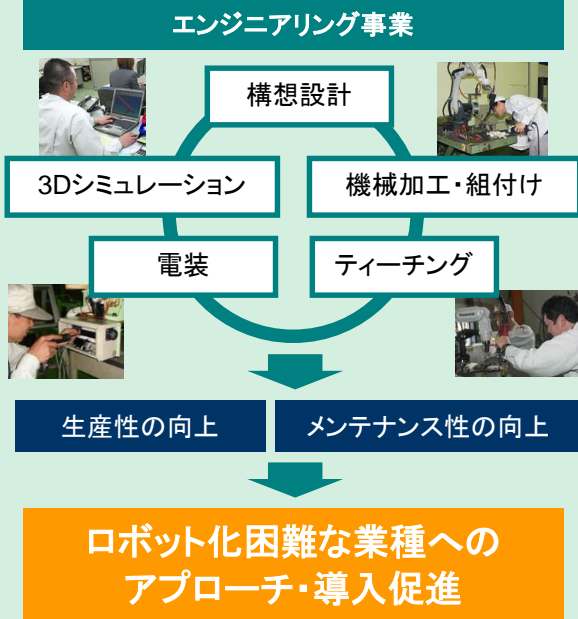 エンジニアリング事業
構想設計
3Dシミュレーション
機械加工・組付け
電装
ティーチング
生産性の向上
メンテナンス性の向上
ロボット化困難な業種への
アプローチ・導入促進